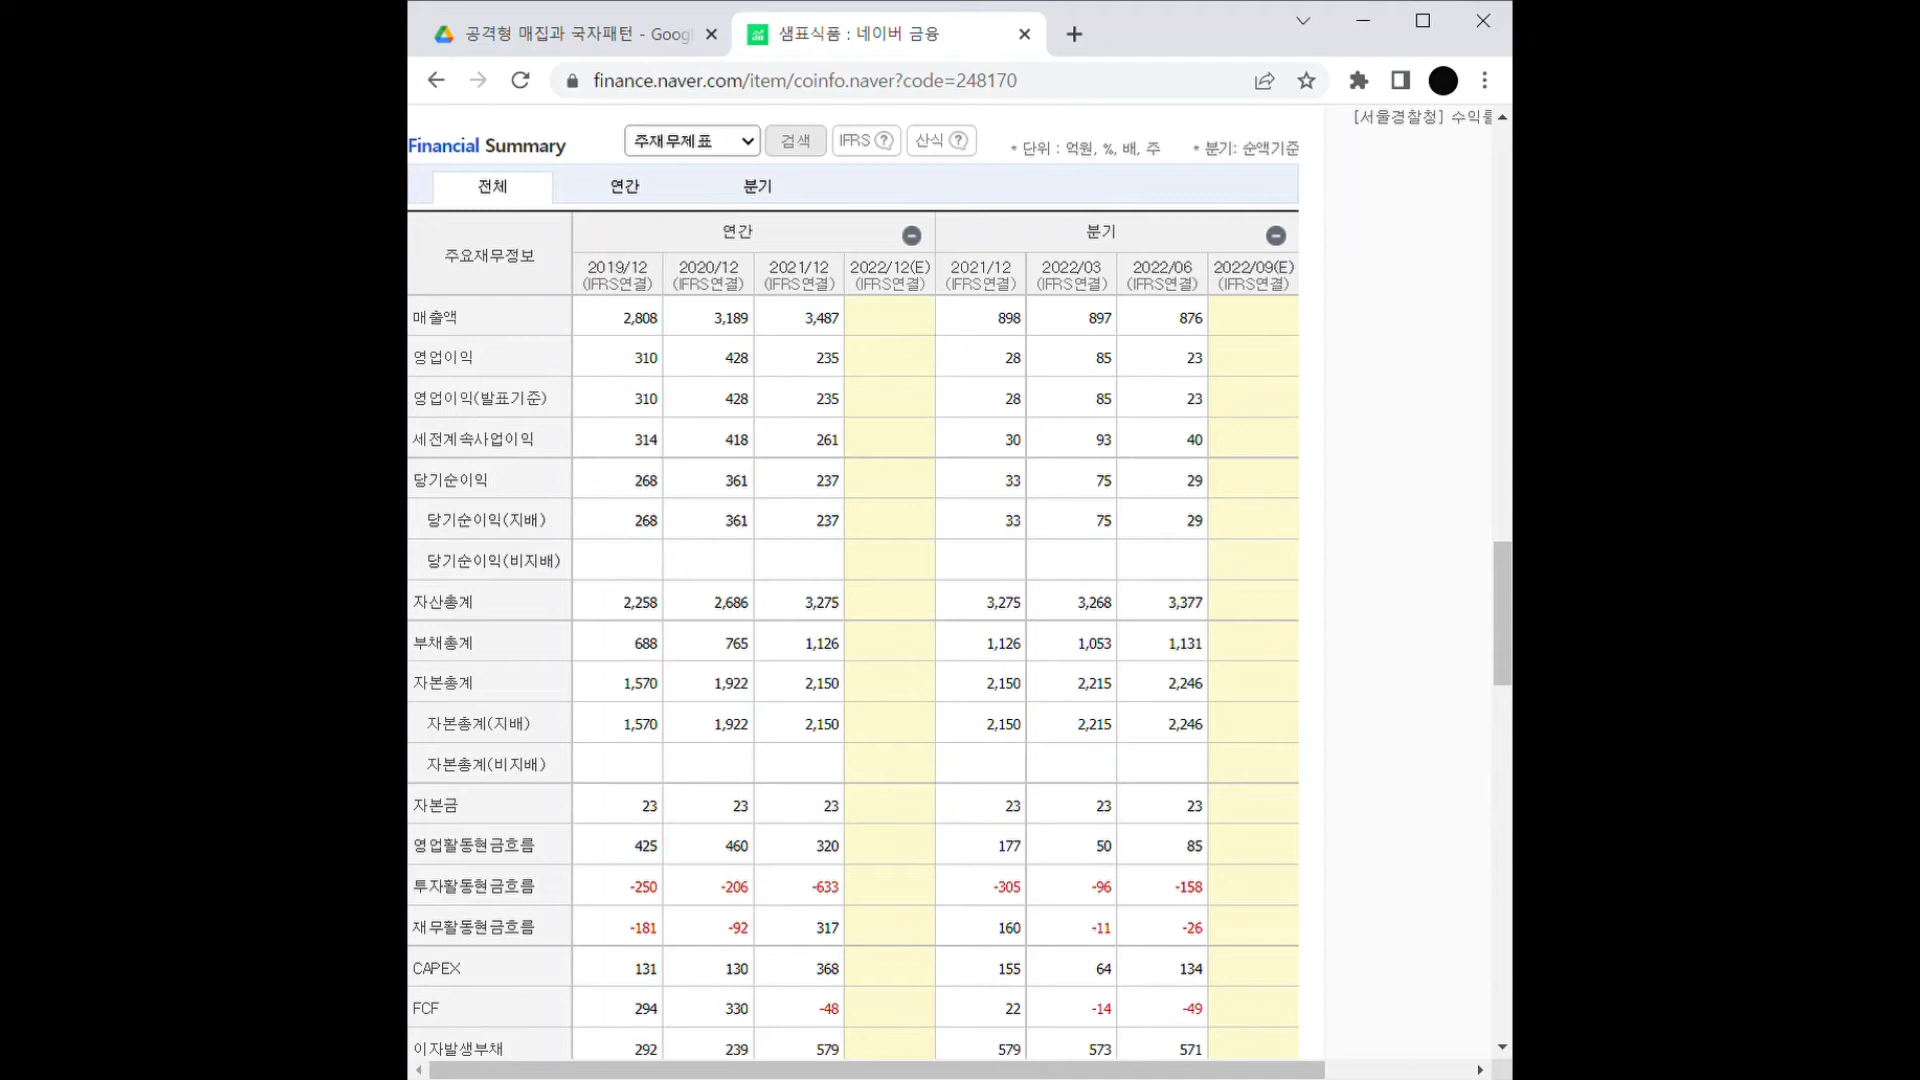 공격형 매집과 국자패턴 - Goog
샘표식품 : 네이버 금융
finance.naver.com/item/coinfo.naver?code=248170
[서울경찰청] 수익률
Financial Summary 주재무제표 검색 IFRS ? 산식 ? * 단위 : 억원, %, 배, 주 * 분기: 순액기준
전체 연간 분기
주요재무정보 연간 분기
2019/12 2020/12 2021/12 2022/12(E) 2021/12 2022/03 2022/06 2022/09(E)
(IFRS연결) (IFRS연결) (IFRS연결) (IFRS연결) (IFRS연결) (IFRS연결) (IFRS연결) (IFRS연결)
매출액 2,808 3,189 3,487 898 897 876
영업이익 310 428 235 28 85 23
영업이익(발표기준) 310 428 235 28 85 23
세전계속사업이익 314 418 261 30 93 40
당기순이익 268 361 237 33 75 29
당기순이익(지배) 268 361 237 33 75 29
당기순이익(비지배)
자산총계 2,258 2,686 3,275 3,275 3,268 3,377
부채총계 688 765 1,126 1,126 1,053 1,131
자본총계 1,570 1,922 2,150 2,150 2,215 2,246
자본총계(지배) 1,570 1,922 2,150 2,150 2,215 2,246
자본총계(비지배)
자본금 23 23 23 23 23 23
영업활동현금흐름 425 460 320 177 50 85
투자활동현금흐름 -250 -206 -633 -305 -96 -158
재무활동현금흐름 -181 -92 317 160 -11 -26
CAPEX 131 130 368 155 64 134
FCF 294 330 -48 22 -14 -49
이자발생부채 292 239 579 579 573 571